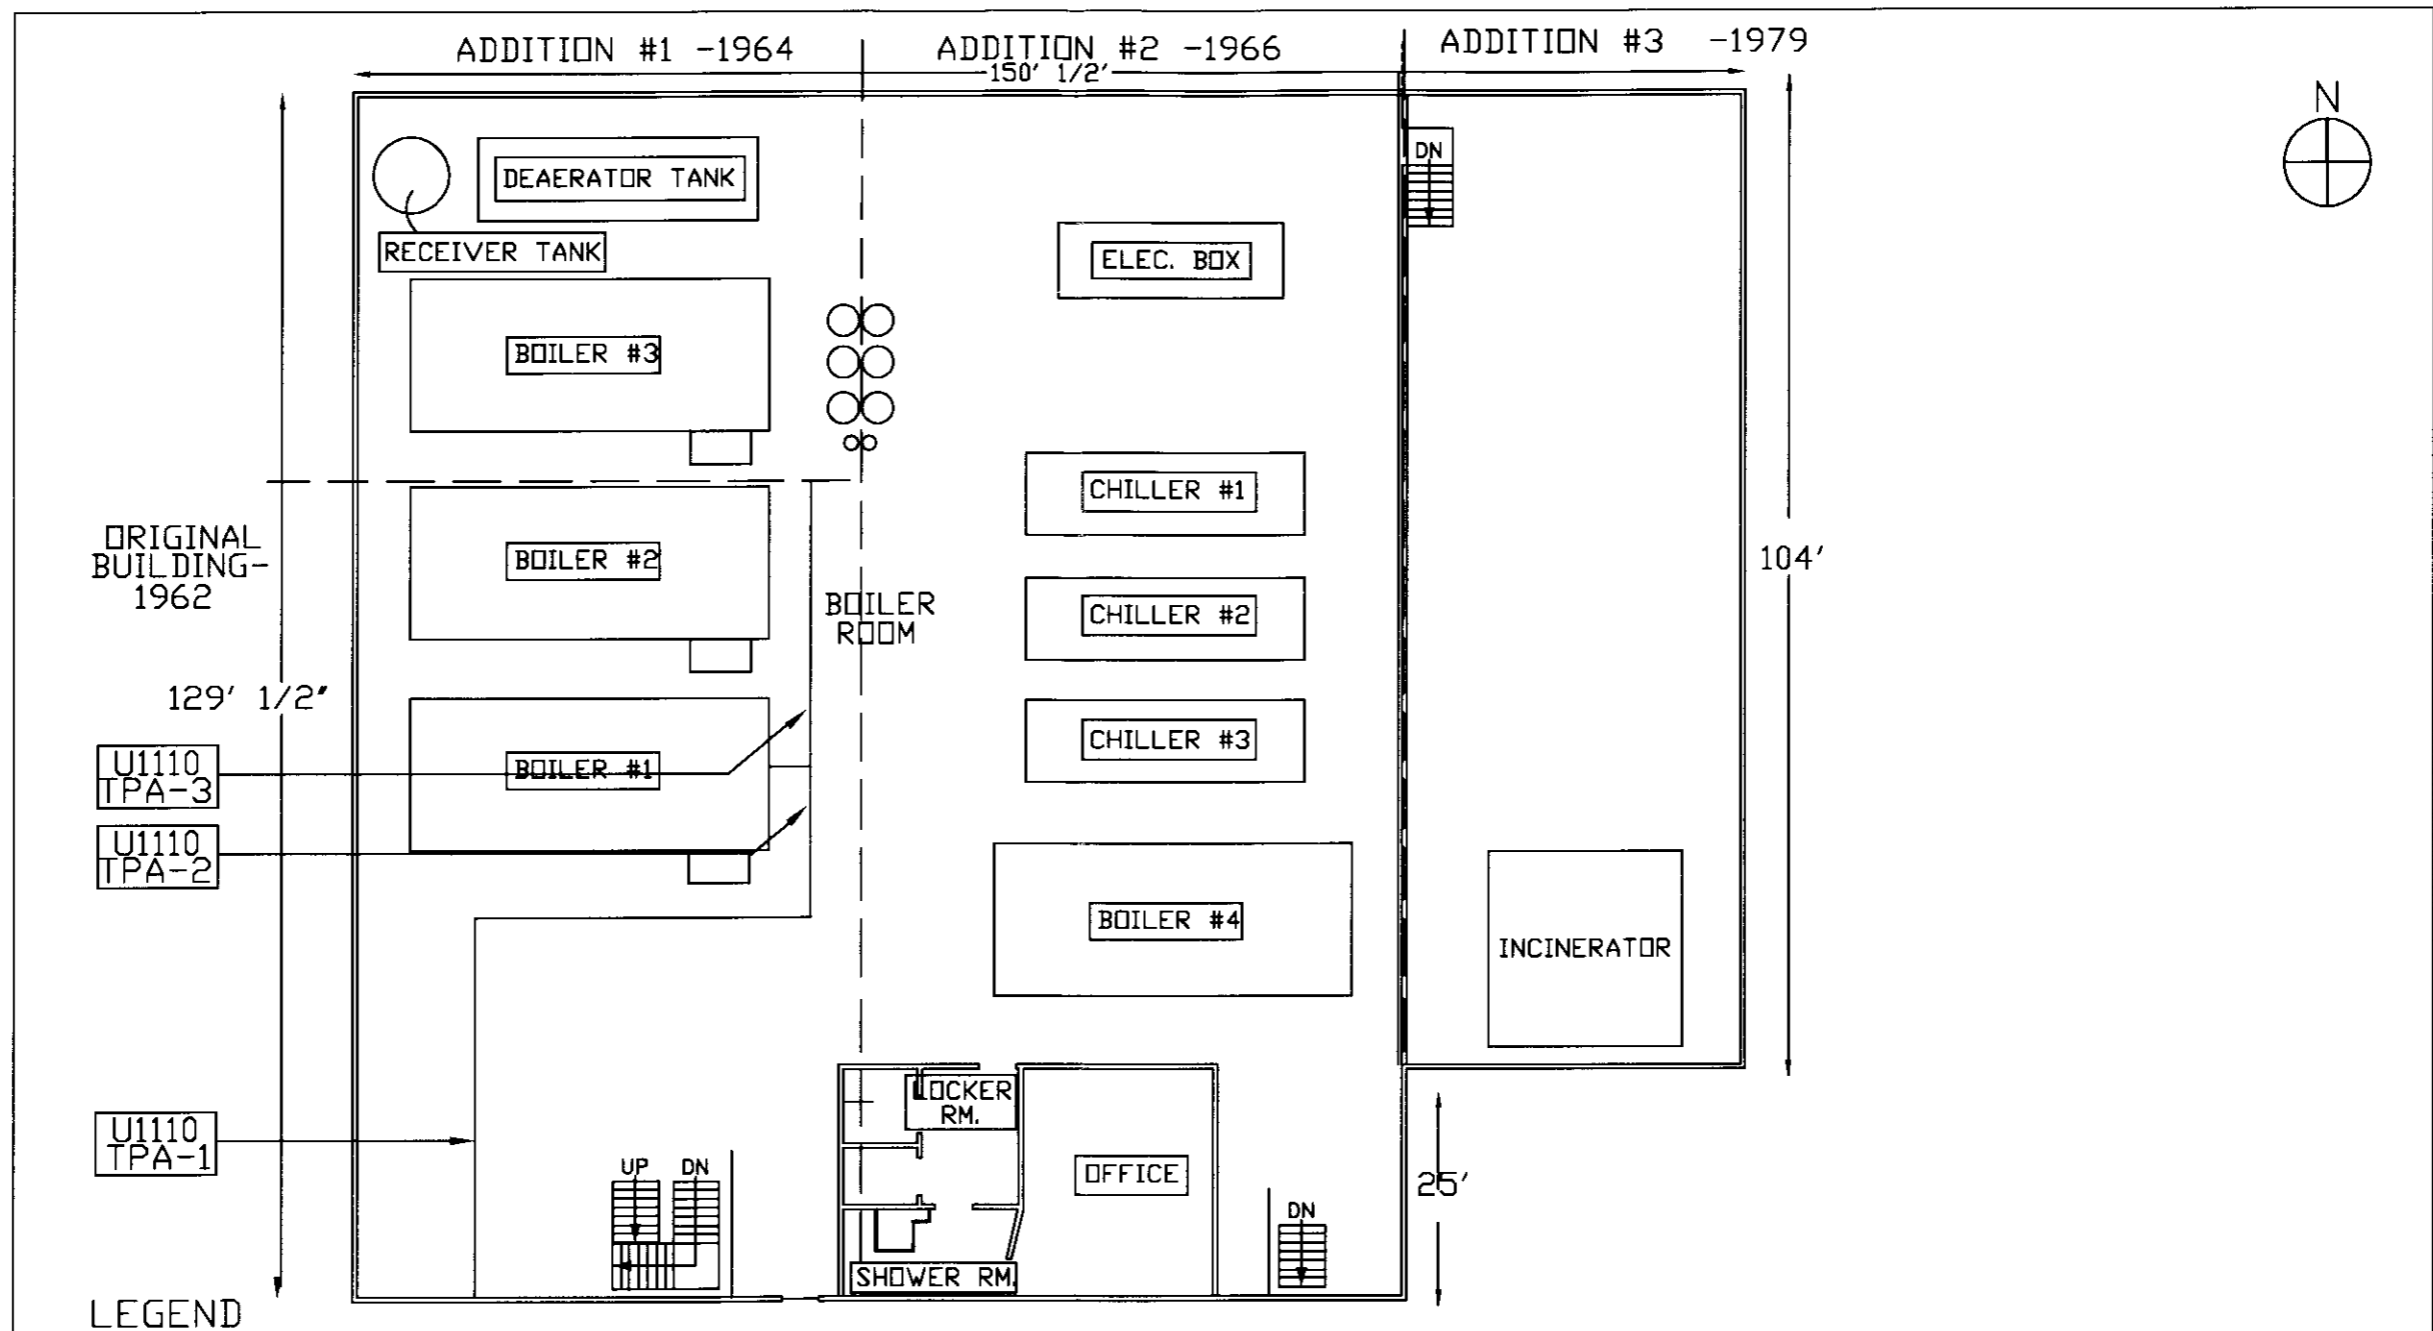 ADDITION #1 -1964
ADDITION #2 -1966
ADDITION #3 -1979
150' 1/2'
N
DN
DEAERATOR TANK
RECEIVER TANK
ELEC. BOX
BOILER #3
CHILLER #1
ORIGINAL
BUILDING-
1962
BOILER #2
104'
BOILER
ROOM
CHILLER #2
129' 1/2"
CHILLER #3
U1110
TPA-3
BOILER #1
U1110
TPA-2
BOILER #4
INCINERATOR
LOCKER
RM.
U1110
TPA-1
UP
DN
OFFICE
25'
DN
SHOWER RM.
LEGEND